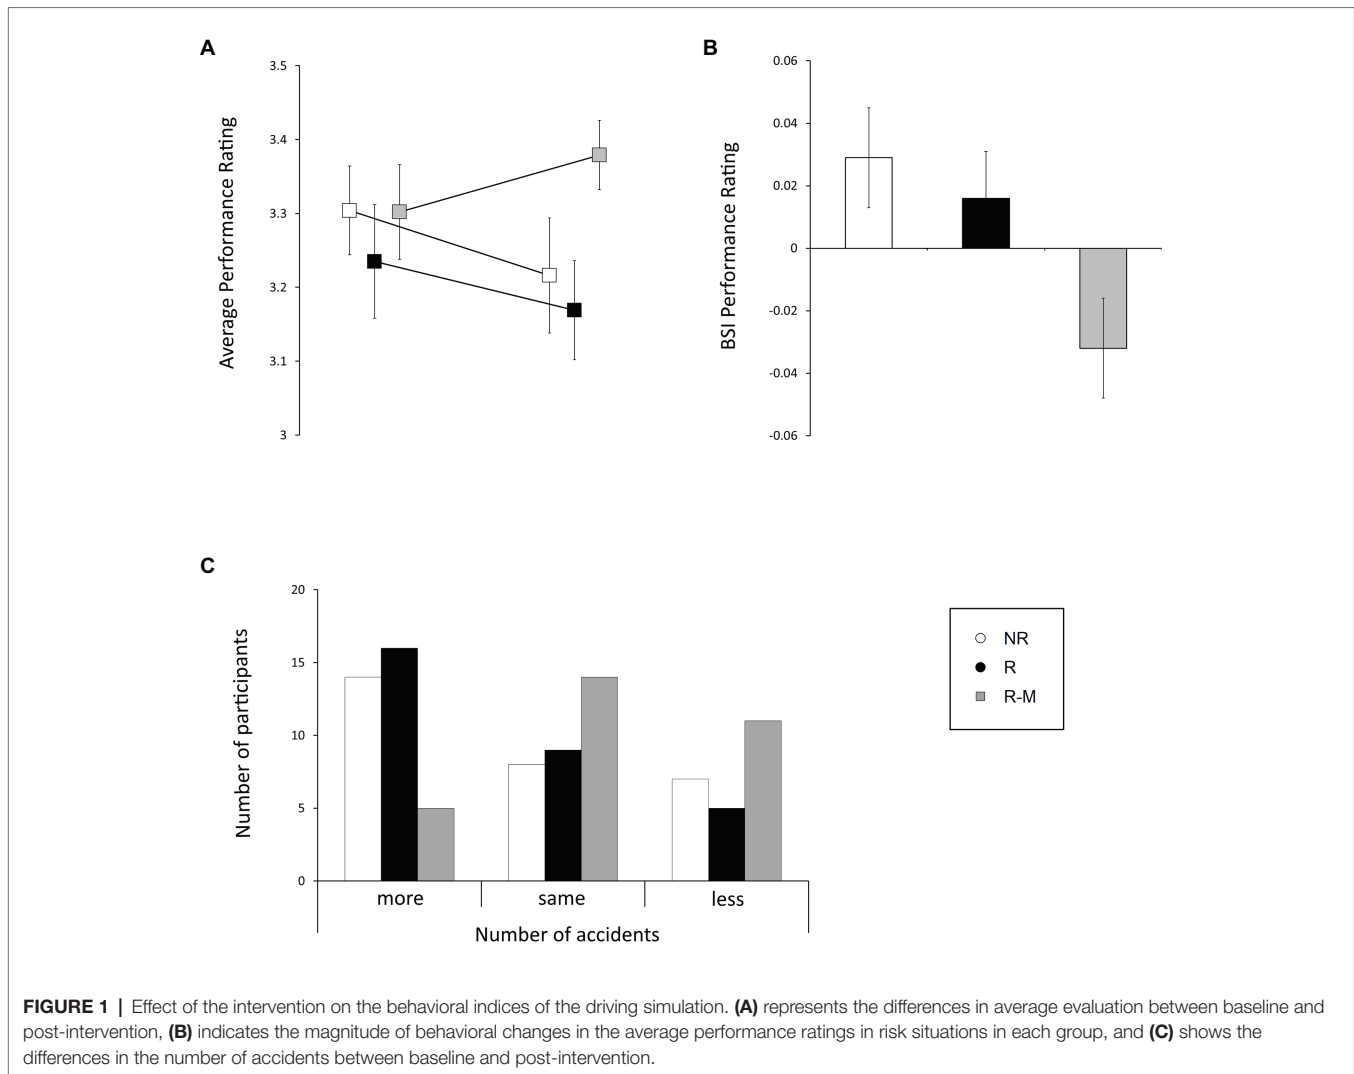 A
Average Performance Rating
3.5
3.4
3.3
3.2
3.1
3
B
BSI Performance Rating
0.06
0.04
0.02
0
-0.02
-0.04
-0.06
C
Number of participants
20
15
10
5
0
more same less
Number of accidents
NR
R
R-M
FIGURE 1 | Effect of the intervention on the behavioral indices of the driving simulation. (A) represents the differences in average evaluation between baseline and
post-intervention, (B) indicates the magnitude of behavioral changes in the average performance ratings in risk situations in each group, and (C) shows the
differences in the number of accidents between baseline and post-intervention.